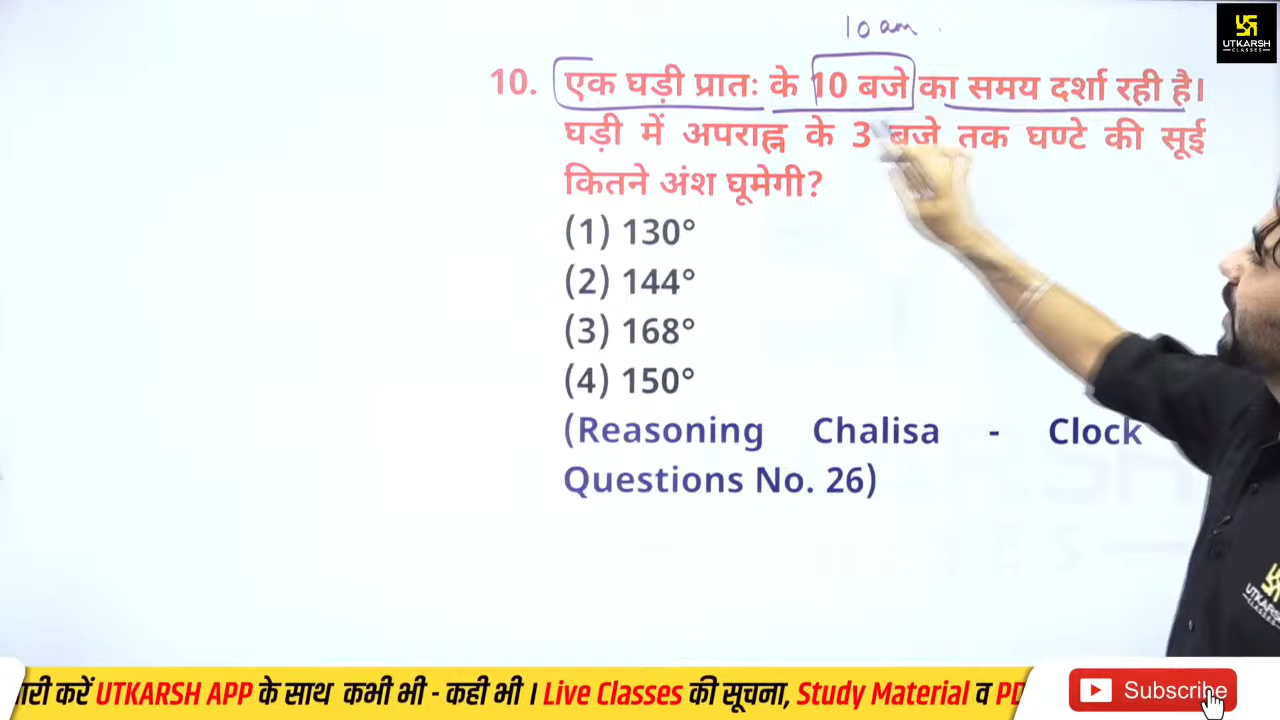 10 am
UTKARSH
CLASSES
10. एक घड़ी प्रातः के 10 बजे का समय दर्शा रही है।
घड़ी में अपराह्न के 3 बजे तक घण्टे की सूई
कितने अंश घूमेगी?
(1) 130°
(2) 144°
(3) 168°
(4) 150°
(Reasoning Chalisa - Clock
Questions No. 26)
UTKARSH
CLASSES
री करें UTKARSH APP के साथ कभी भी - कही भी । Live Classes की सूचना, Study Material व
Subscribe